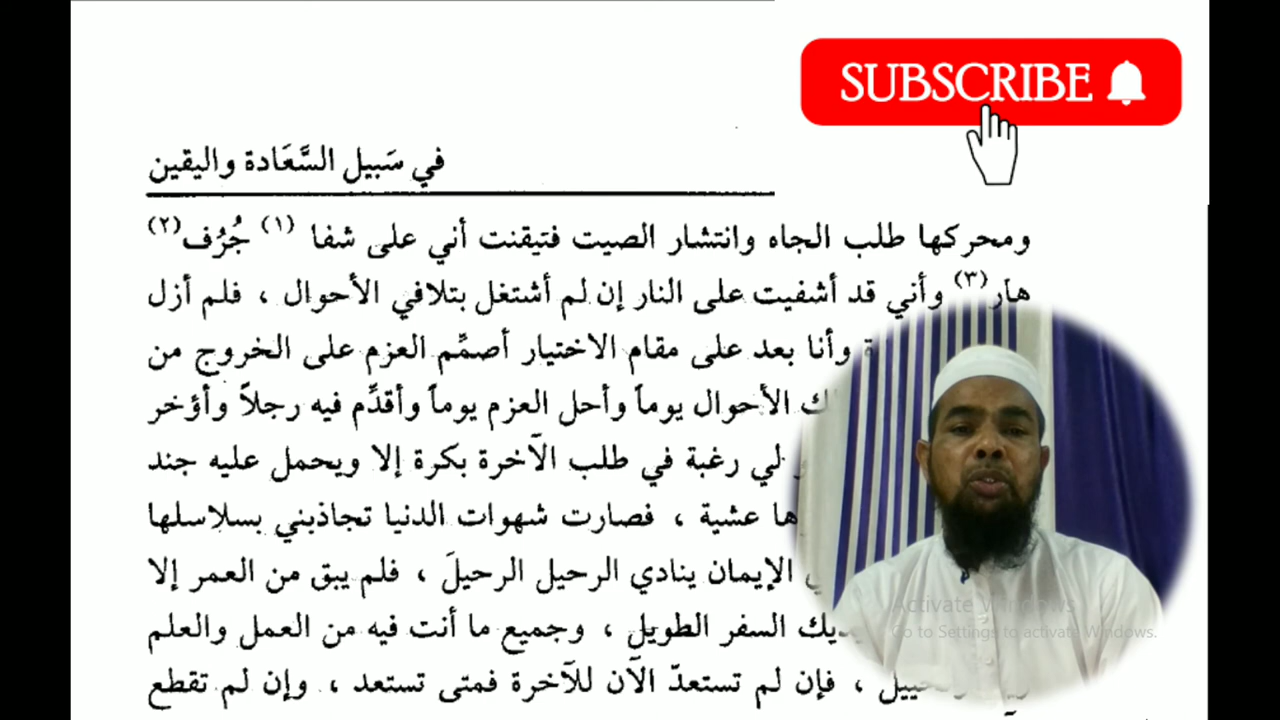 SUBSCRIBE
في سَبيل السَّعَادة واليقين
ومحركها طلب الجاه وانتشار الصيت فتيقنت أني على شفا (١) جُرُف(٢)
هار(٣) وأني قد أشفيت على النار إن لم أشتغل بتلافي الأحوال ، فلم أزل
وأنا بعد على مقام الاختيار أصمِّم العزم على الخروج من
الأحوال يوماً وأحل العزم يوماً وأقدِّم فيه رجلاً وأؤخر
لي رغبة في طلب الآخرة بكرة إلا ويحمل عليه جند
عشية ، فصارت شهوات الدنيا تجاذبني بسلاسلها
الإيمان ينادي الرحيل الرحيلَ ، فلم يبق من العمر إلا
السفر الطويل ، وجميع ما أنت فيه من العمل والعلم
، فإن لم تستعدّ الآن للآخرة فمتى تستعد ، وإن لم تقطع
Activate Windows
Go to Settings to activate Windows.